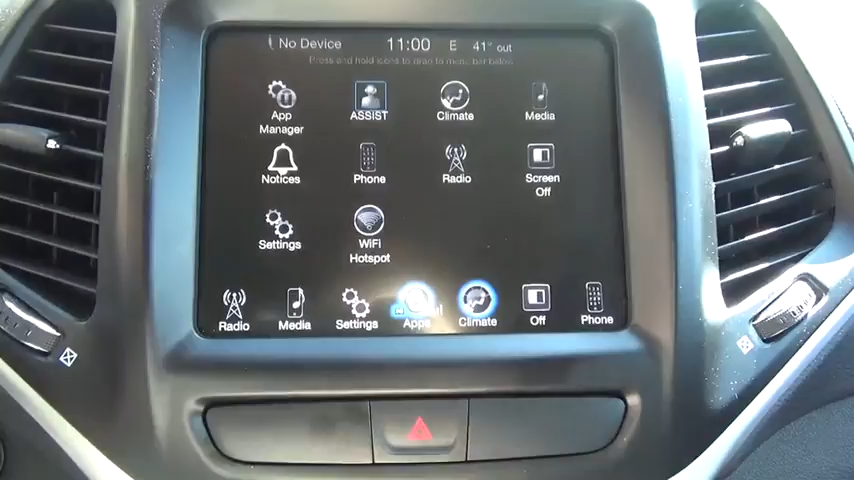 No Device 11:00 E 41° out
Press and hold icons to drag to menu bar below
App Manager
ASSIST
Climate
Media
Notices
Phone
Radio
Screen Off
Settings
WiFi Hotspot
Radio
Media
Settings
Apps
Climate
Off
Phone